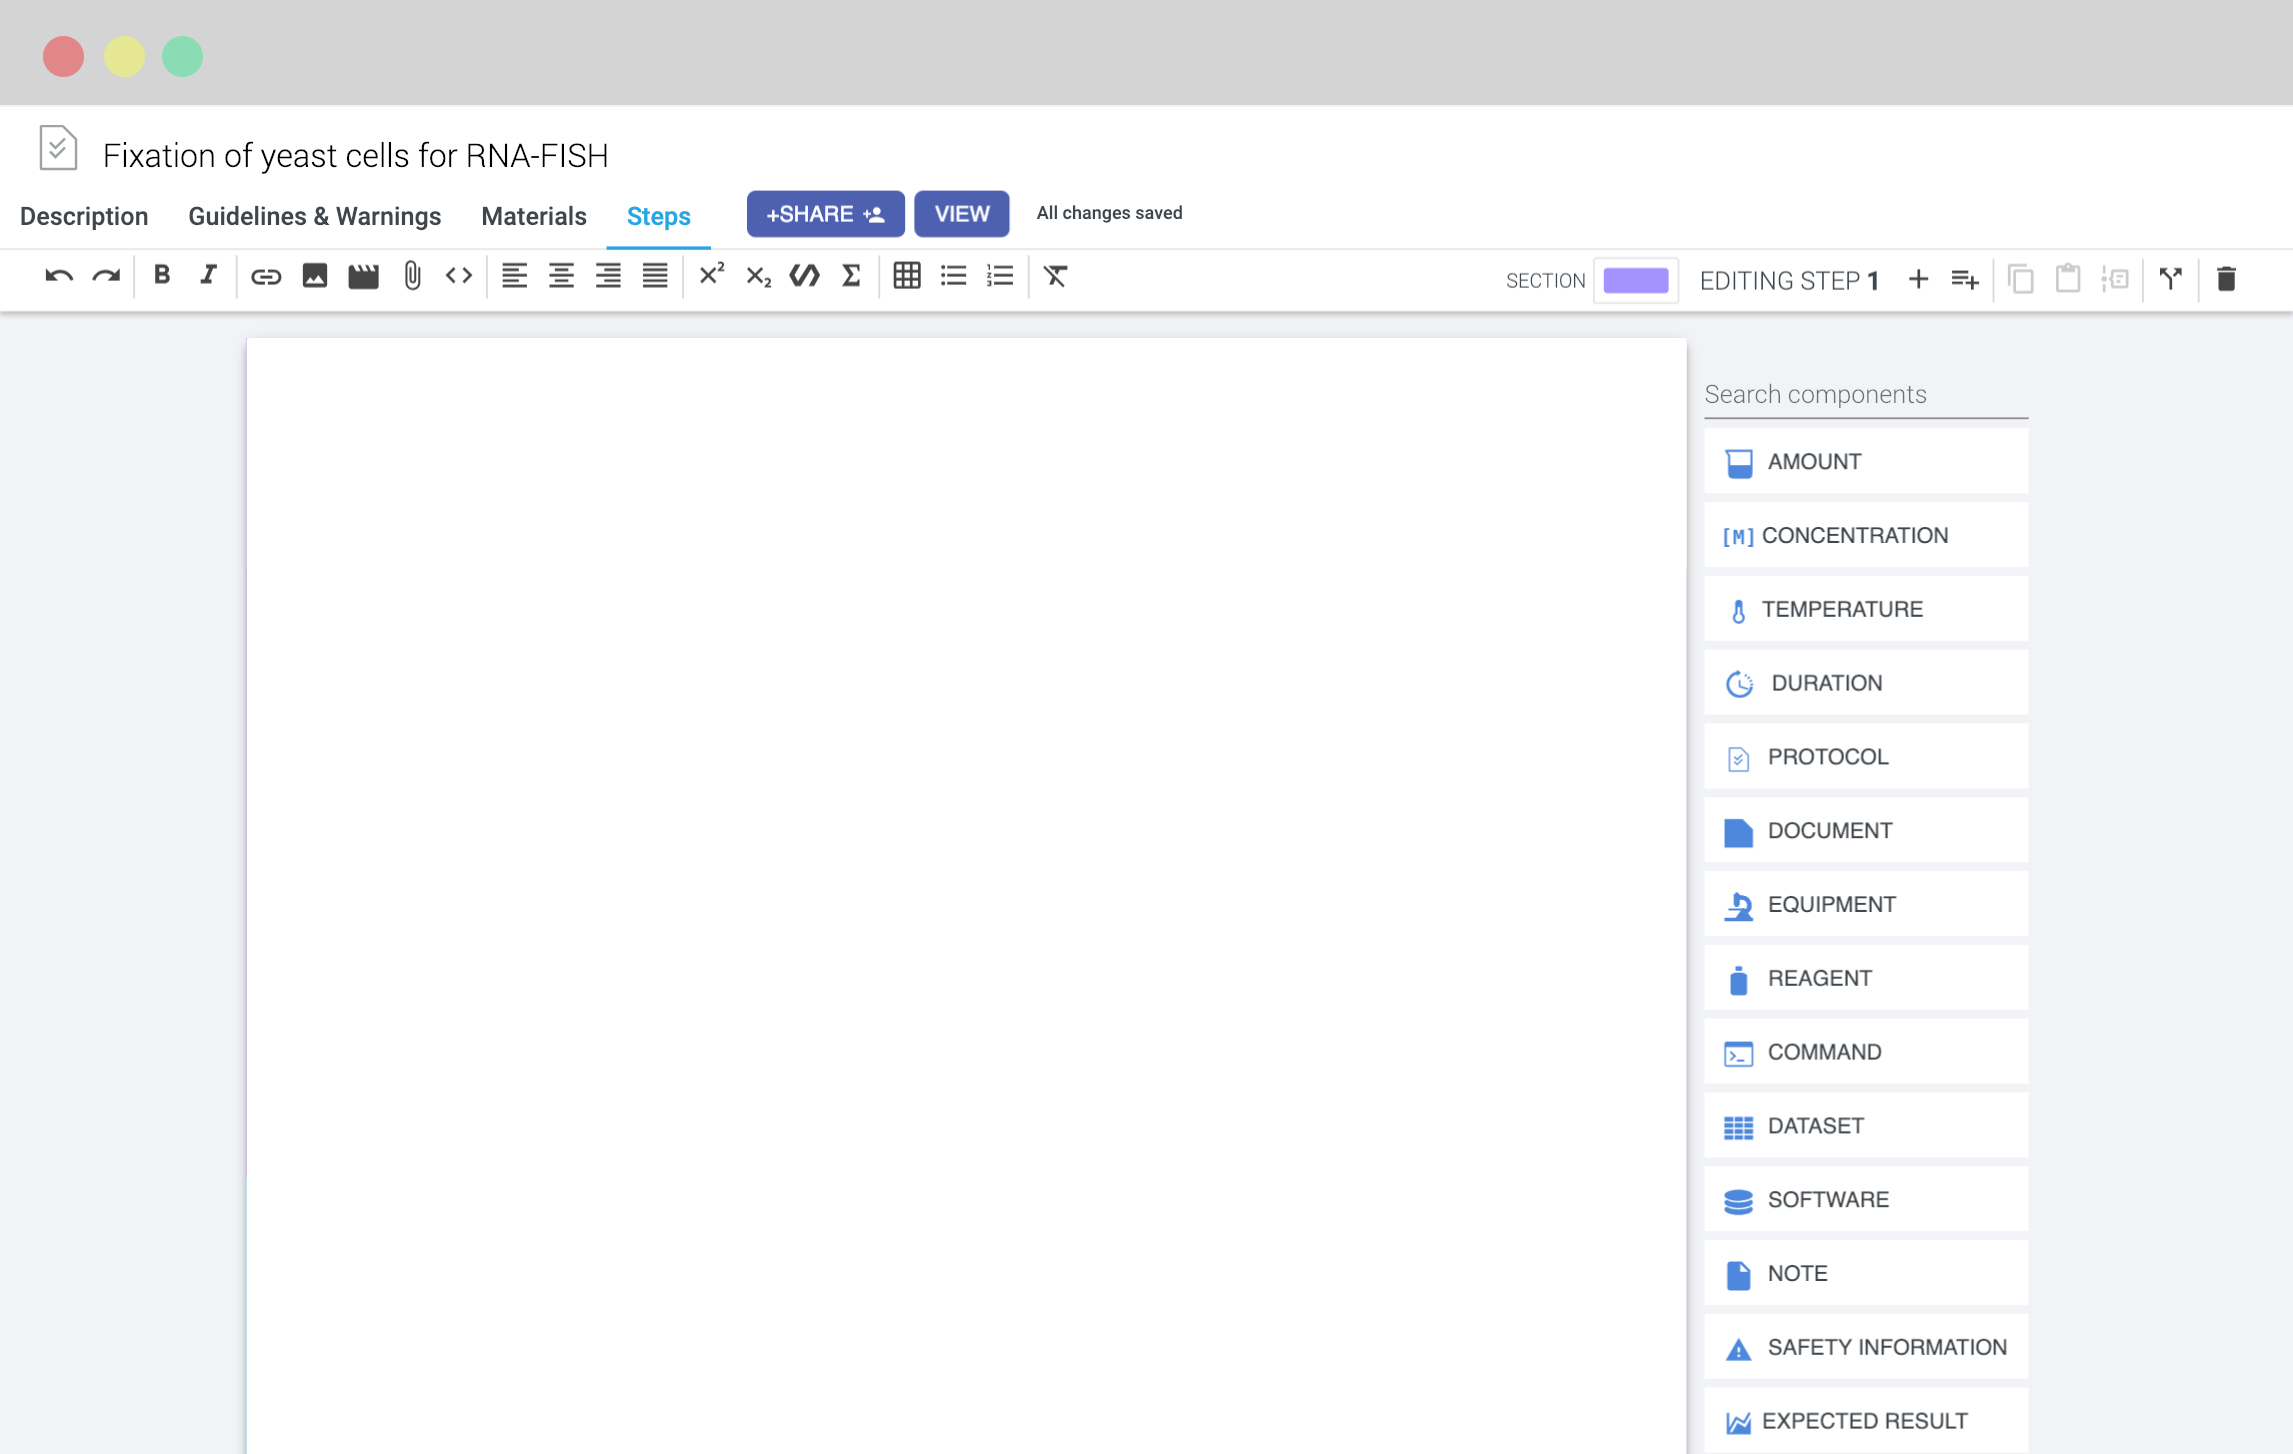 Fixation of yeast cells for RNA-FISH
Description Guidelines & Warnings Materials Steps +SHARE VIEW All changes saved
SECTION EDITING STEP 1
Search components
AMOUNT
[M] CONCENTRATION
TEMPERATURE
DURATION
PROTOCOL
DOCUMENT
EQUIPMENT
REAGENT
COMMAND
DATASET
SOFTWARE
NOTE
SAFETY INFORMATION
EXPECTED RESULT